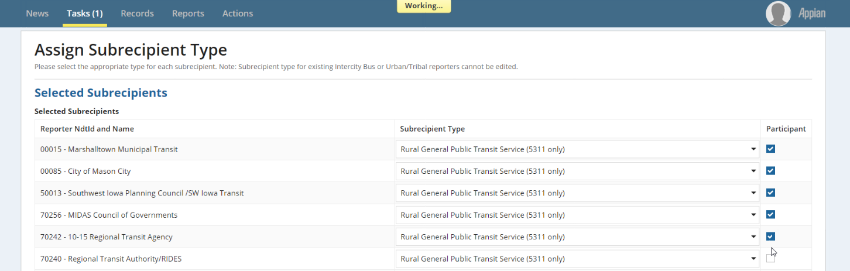 News Tasks (1) Records Reports Actions Working... Appian
Assign Subrecipient Type
Please select the appropriate type for each subrecipient. Note: Subrecipient type for existing Intercity Bus or Urban/Tribal reporters cannot be edited.
Selected Subrecipients
Selected Subrecipients
Reporter NdtId and Name Subrecipient Type Participant
00015 - Marshalltown Municipal Transit Rural General Public Transit Service (5311 only)
00085 - City of Mason City Rural General Public Transit Service (5311 only)
50013 - Southwest Iowa Planning Council /SW Iowa Transit Rural General Public Transit Service (5311 only)
70256 - MIDAS Council of Governments Rural General Public Transit Service (5311 only)
70242 - 10-15 Regional Transit Agency Rural General Public Transit Service (5311 only)
70240 - Regional Transit Authority/RIDES Rural General Public Transit Service (5311 only)